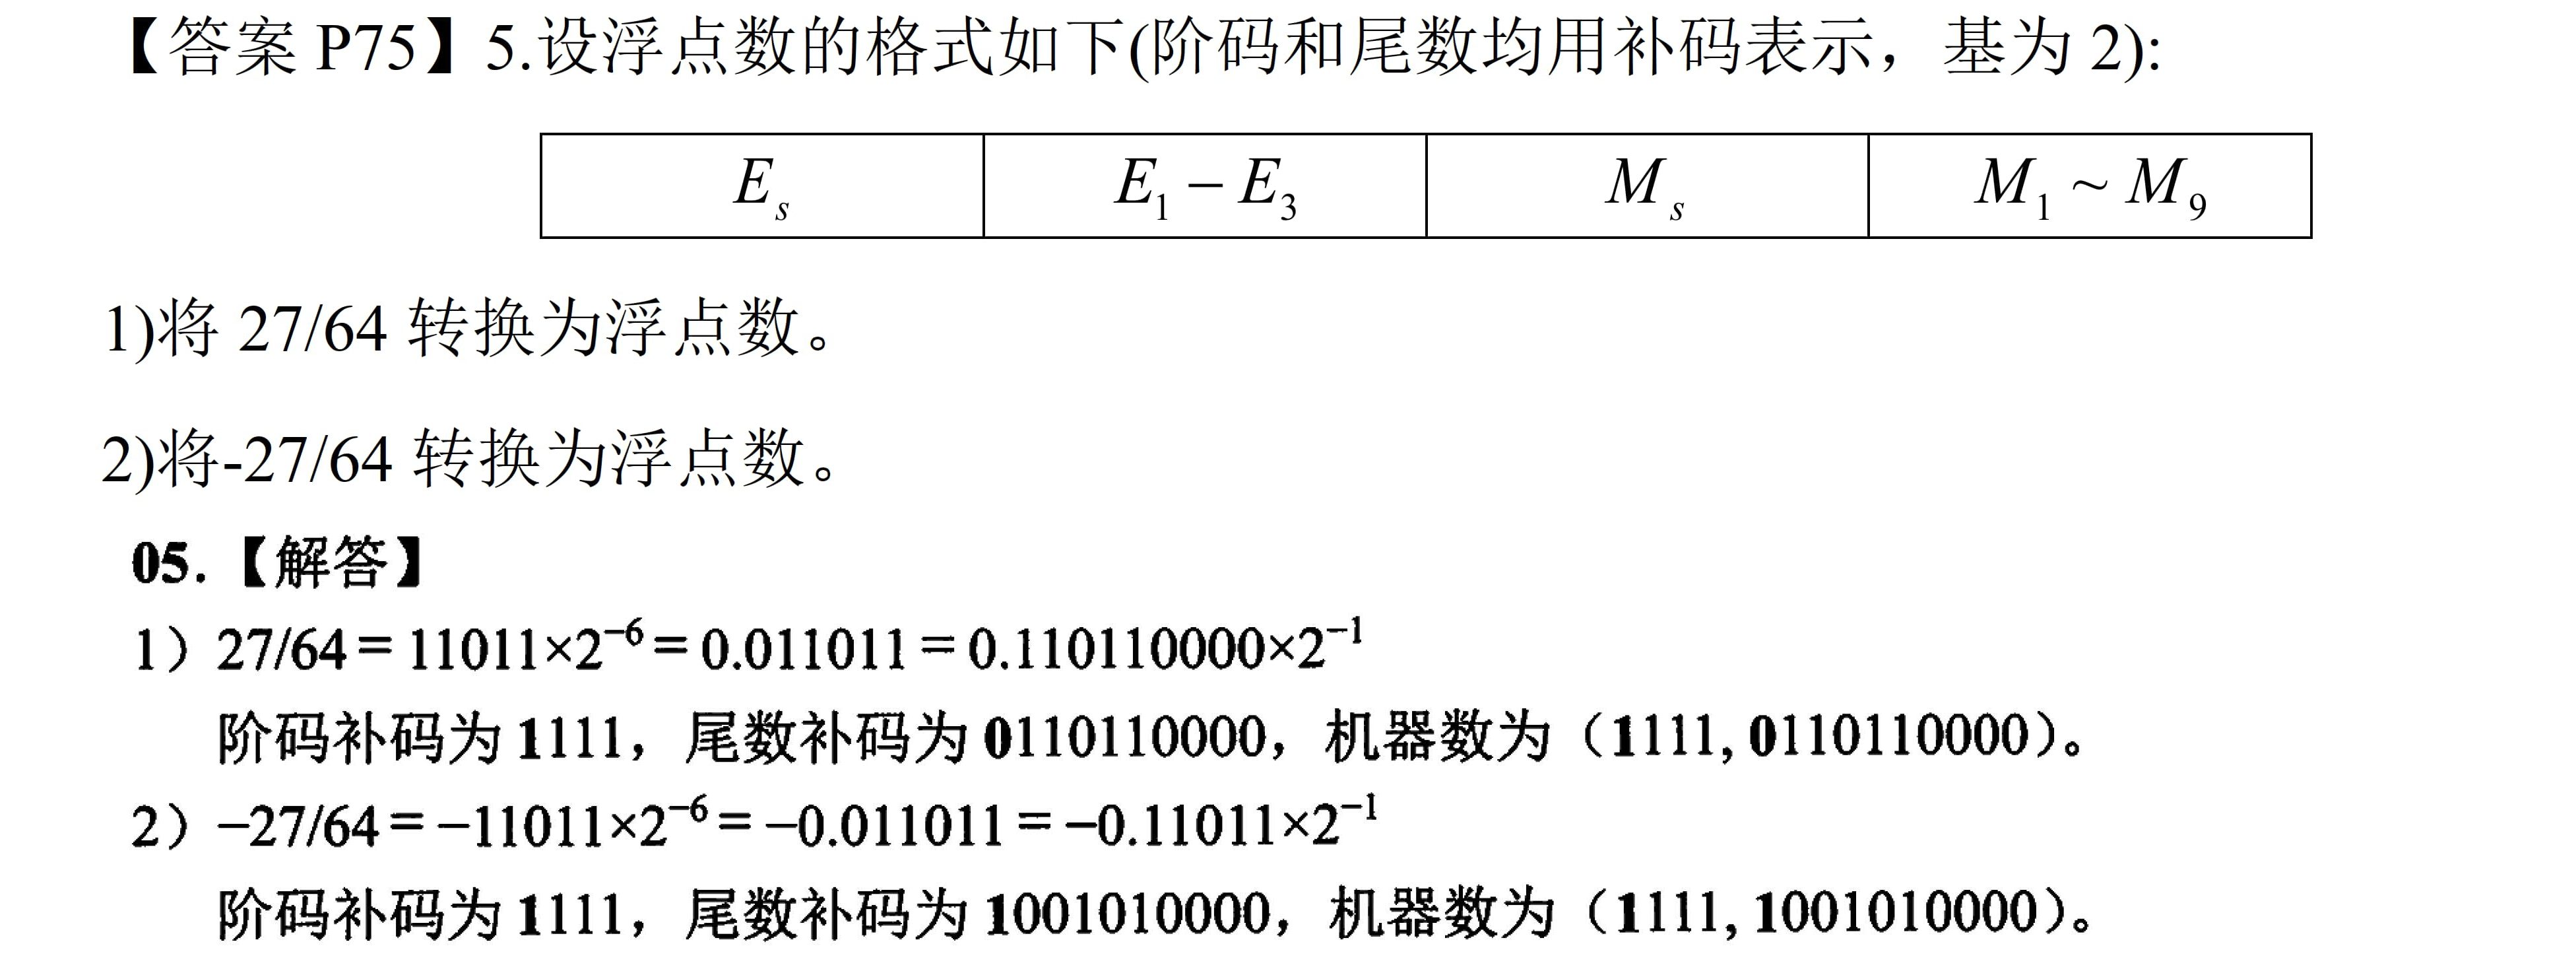 【答案 P75】5.设浮点数的格式如下(阶码和尾数均用补码表示，基为 2):
E_s E_1 − E_3 M_s M_1 ~ M_9
1)将 27/64 转换为浮点数。
2)将-27/64 转换为浮点数。
05.【解答】
1）27/64 = 11011×2^−6 = 0.011011 = 0.110110000×2^−1
阶码补码为 1111，尾数补码为 0110110000，机器数为（1111, 0110110000）。
2）−27/64 = −11011×2^−6 = −0.011011 = −0.11011×2^−1
阶码补码为 1111，尾数补码为 1001010000，机器数为（1111, 1001010000）。